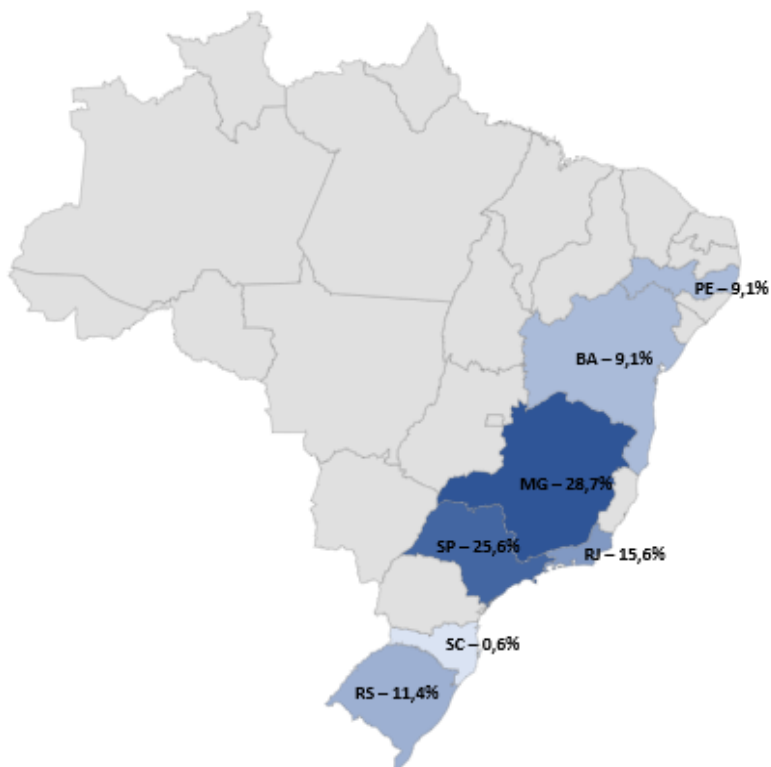 PE – 9,1%
BA – 9,1%
MG – 28,7%
SP – 25,6%
RJ – 15,6%
SC – 0,6%
RS – 11,4%